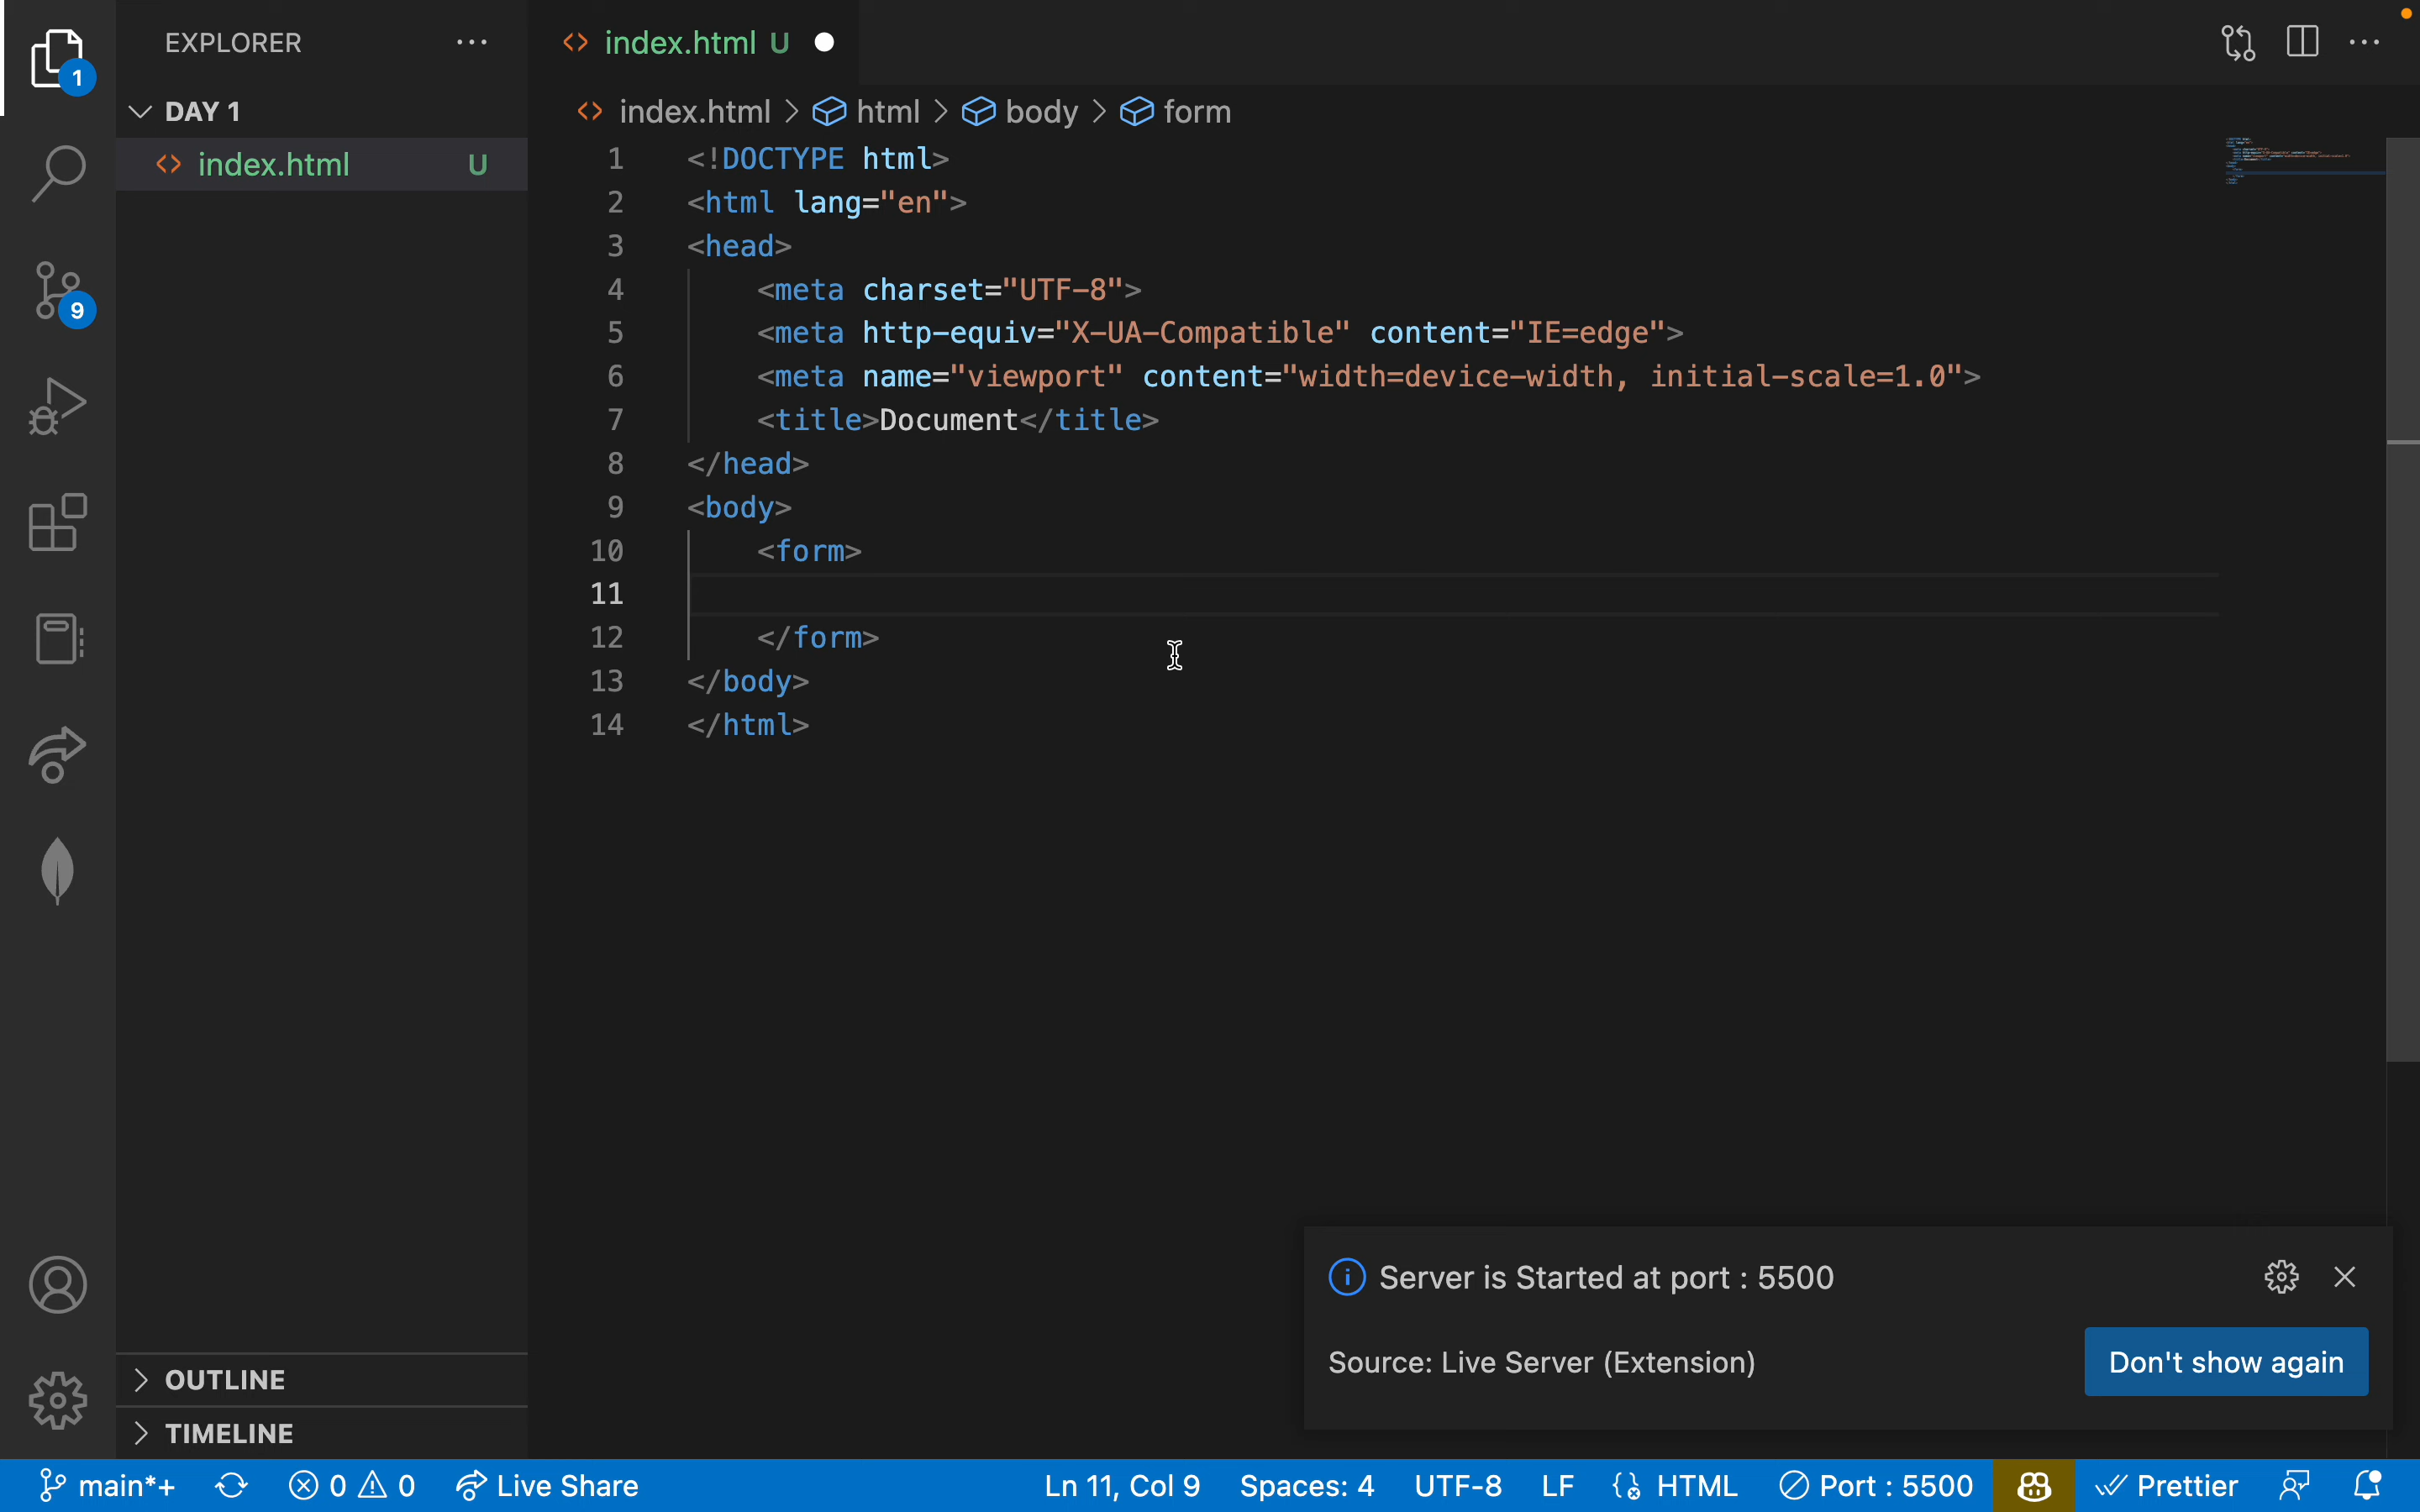 EXPLORER
DAY 1
index.html U
1
9
index.html U
index.html > html > body > form
1 <!DOCTYPE html>
2 <html lang="en">
3 <head>
4 <meta charset="UTF-8">
5 <meta http-equiv="X-UA-Compatible" content="IE=edge">
6 <meta name="viewport" content="width=device-width, initial-scale=1.0">
7 <title>Document</title>
8 </head>
9 <body>
10 <form>
11
12 </form>
13 </body>
14 </html>
Server is Started at port : 5500
Source: Live Server (Extension)
Don't show again
OUTLINE
TIMELINE
main*+ 0 0 Live Share Ln 11, Col 9 Spaces: 4 UTF-8 LF HTML Port : 5500 Prettier